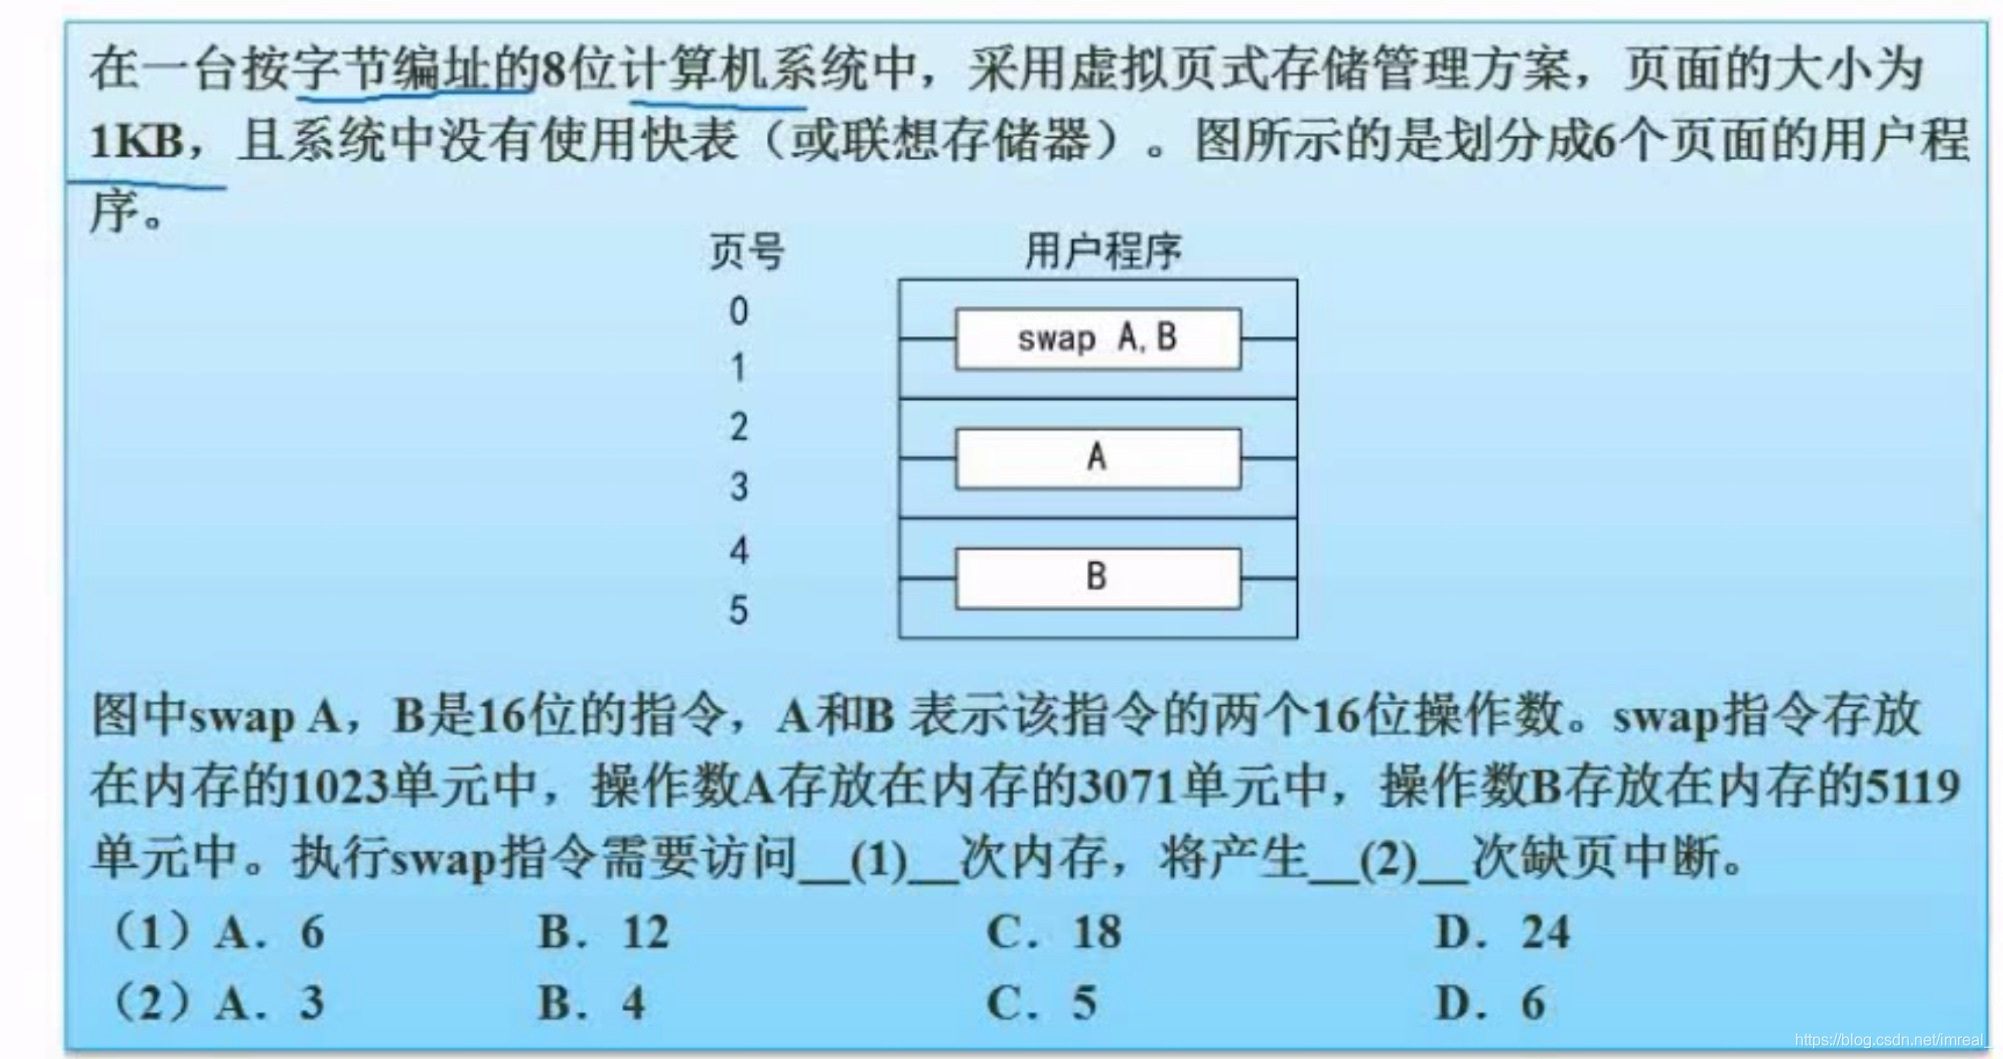 在一台按字节编址的8位计算机系统中，采用虚拟页式存储管理方案，页面的大小为
1KB，且系统中没有使用快表（或联想存储器）。图所示的是划分成6个页面的用户程
序。
页号 用户程序
0
swap A,B
1
2
A
3
4
B
5
图中swap A，B是16位的指令，A和B 表示该指令的两个16位操作数。swap指令存放
在内存的1023单元中，操作数A存放在内存的3071单元中，操作数B存放在内存的5119
单元中。执行swap指令需要访问__(1)__次内存，将产生__(2)__次缺页中断。
（1）A．6 B．12 C．18 D．24
（2）A．3 B．4 C．5 D．6
https://blog.csdn.net/imreal_